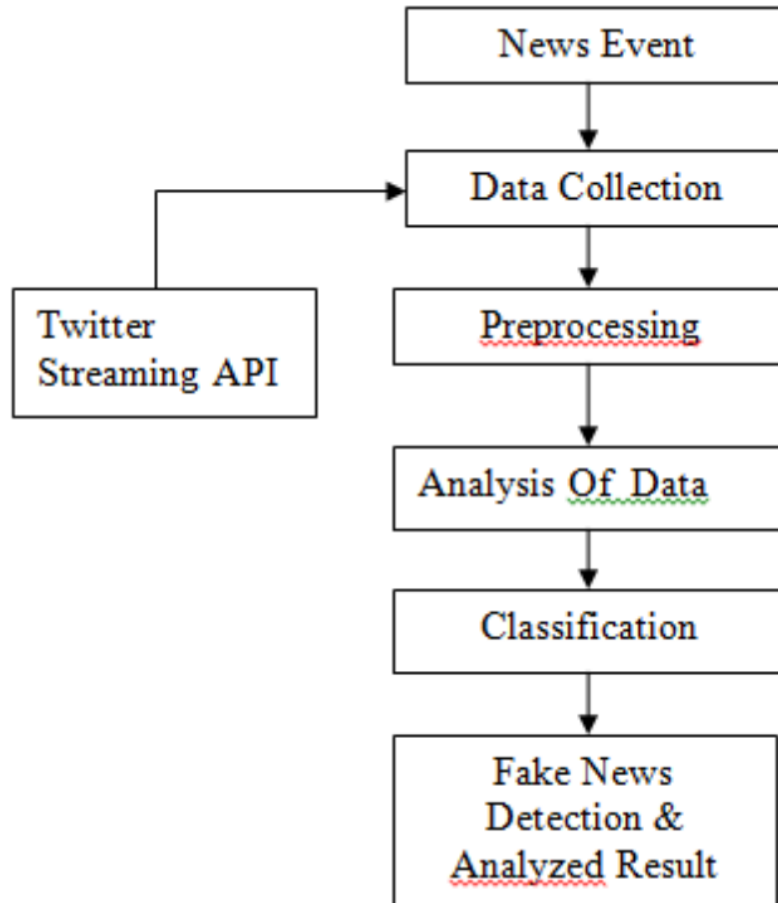 News Event
Data Collection
Twitter
Streaming API
Preprocessing
Analysis Of Data
Classification
Fake News
Detection &
Analyzed Result